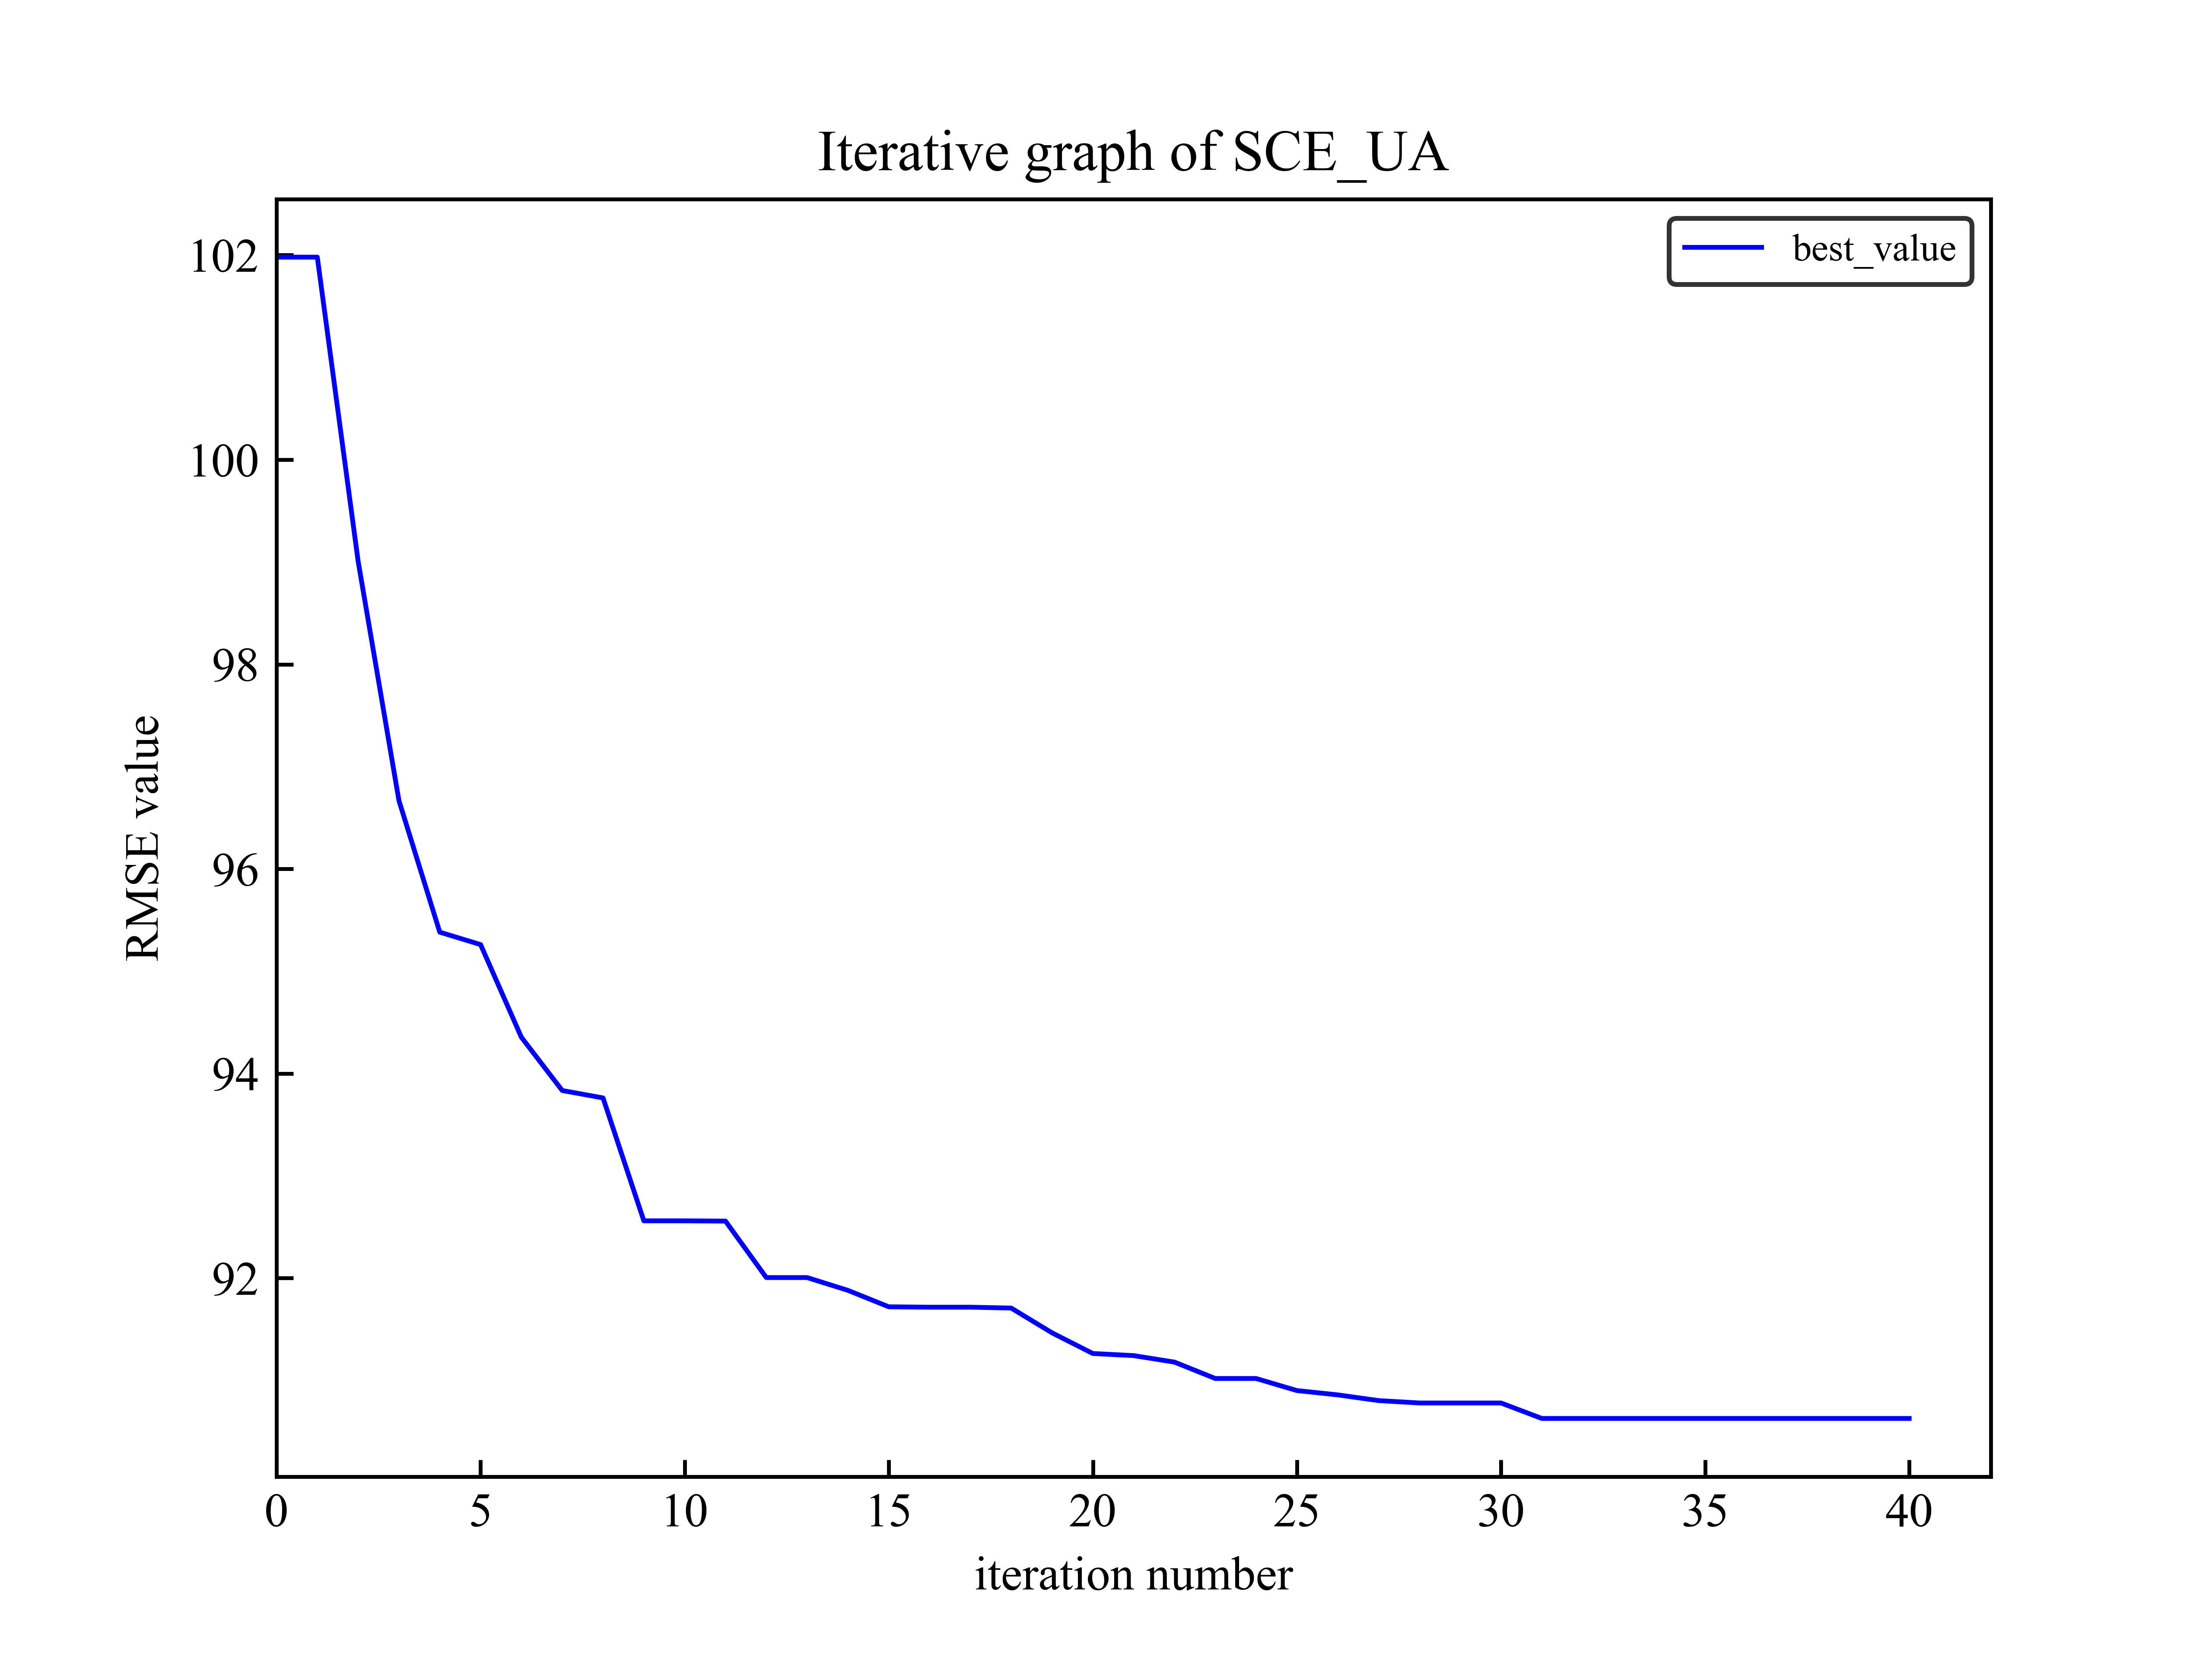 Iterative graph of SCE_UA
best_value
RMSE value
102
100
98
96
94
92
0 5 10 15 20 25 30 35 40
iteration number